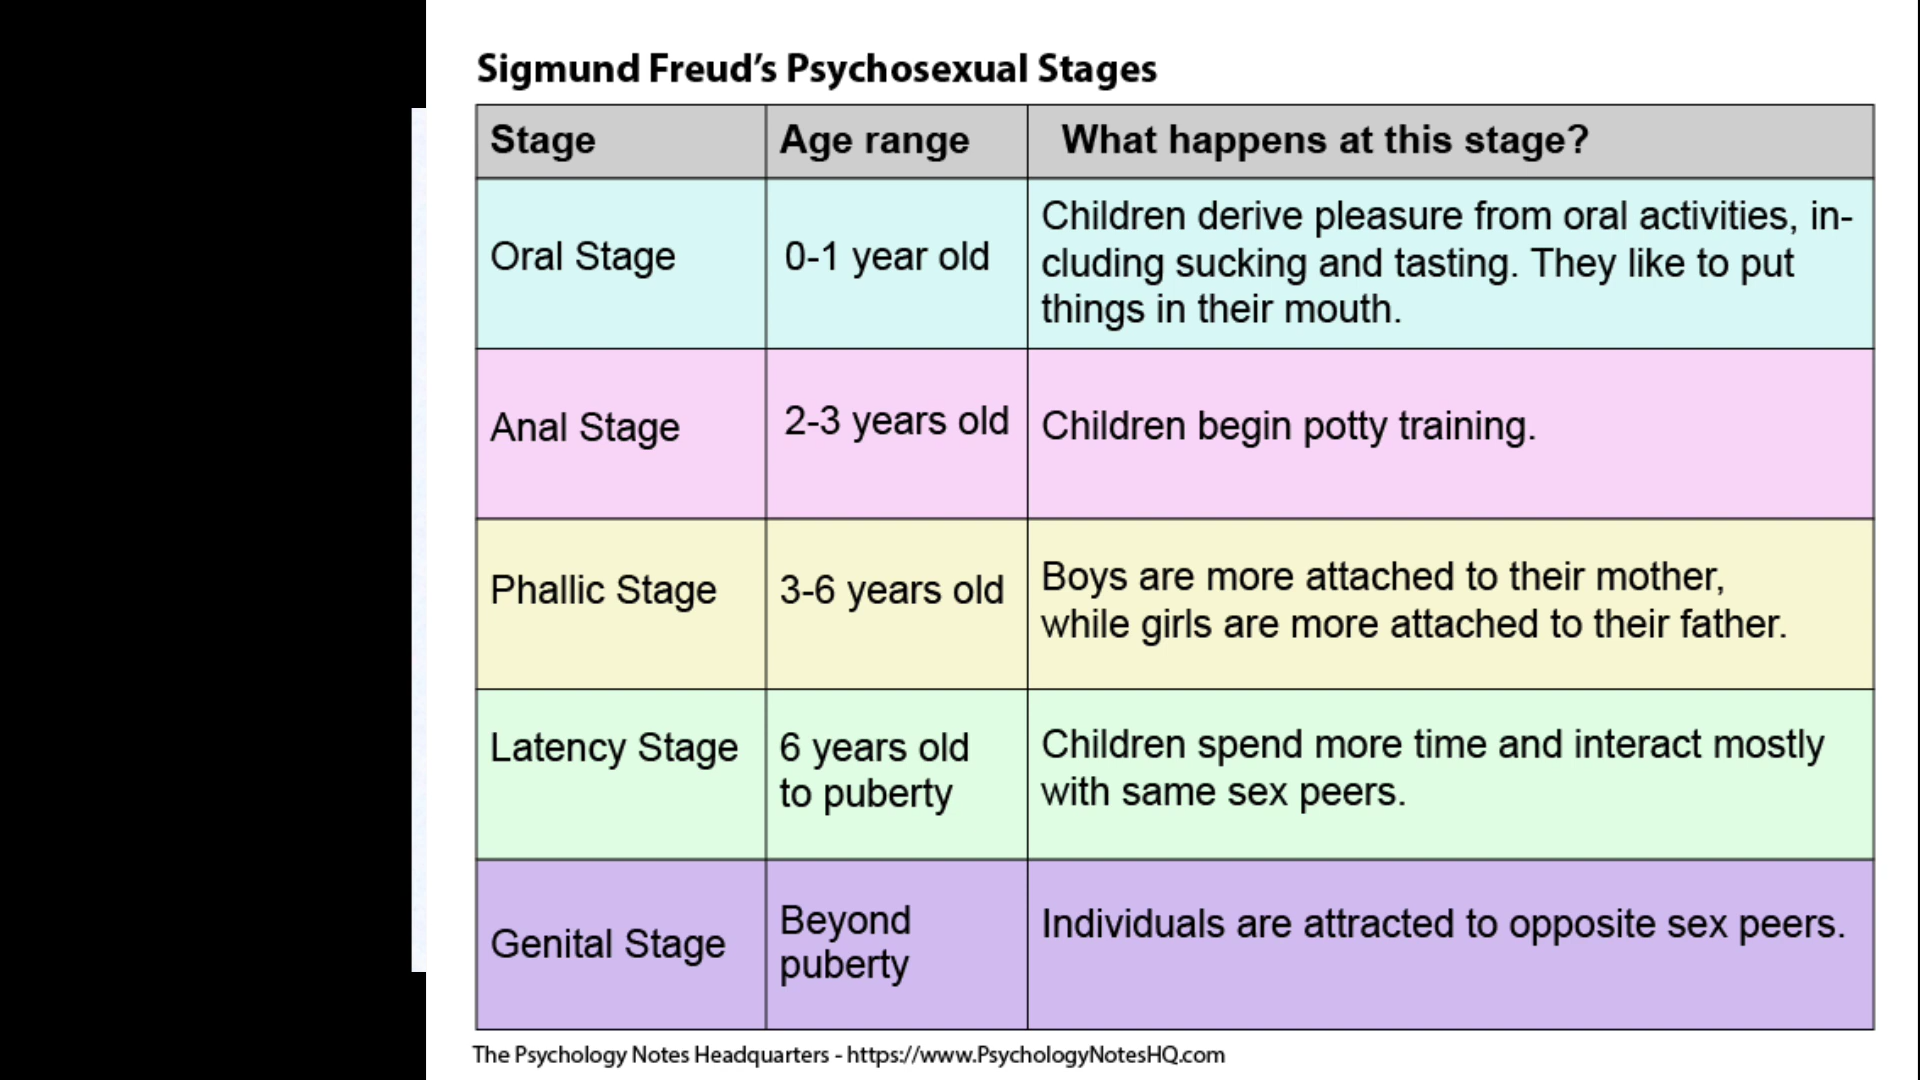 Sigmund Freud’s Psychosexual Stages
Stage
Age range
What happens at this stage?
Oral Stage
0-1 year old
Children derive pleasure from oral activities, in-
cluding sucking and tasting. They like to put
things in their mouth.
Anal Stage
2-3 years old
Children begin potty training.
Phallic Stage
3-6 years old
Boys are more attached to their mother,
while girls are more attached to their father.
Latency Stage
6 years old
to puberty
Children spend more time and interact mostly
with same sex peers.
Genital Stage
Beyond
puberty
Individuals are attracted to opposite sex peers.
The Psychology Notes Headquarters - https://www.PsychologyNotesHQ.com